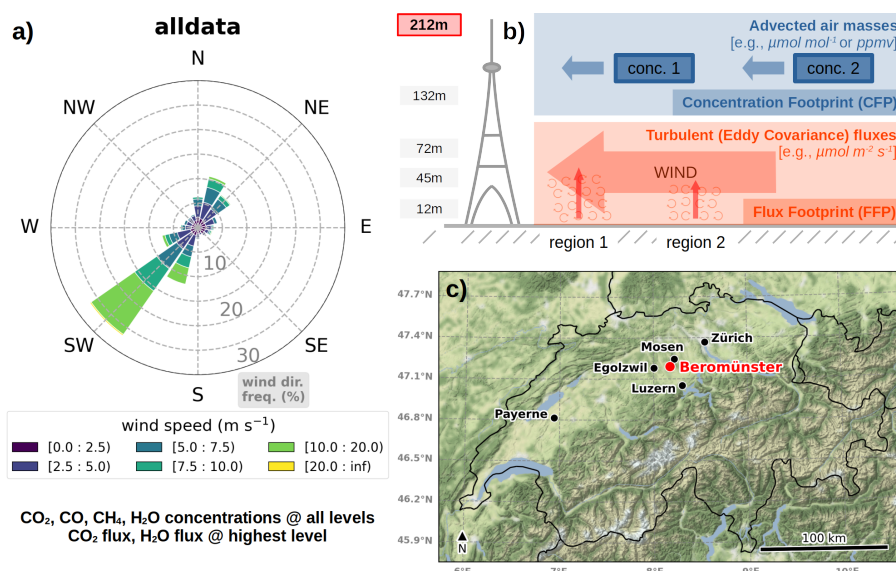 a)
alldata
N
NW
NE
W
E
10
20
30
SW
SE
S
wind dir.
freq. (%)
wind speed (m s⁻¹)
[0.0 : 2.5)
[5.0 : 7.5)
[10.0 : 20.0)
[2.5 : 5.0)
[7.5 : 10.0)
[20.0 : inf)
CO₂, CO, CH₄, H₂O concentrations @ all levels
CO₂ flux, H₂O flux @ highest level
b)
212m
132m
72m
45m
12m
Advected air masses
[e.g., μmol mol⁻¹ or ppmv]
conc. 1
conc. 2
Concentration Footprint (CFP)
Turbulent (Eddy Covariance) fluxes
[e.g., μmol m⁻² s⁻¹]
WIND
Flux Footprint (FFP)
region 1
region 2
c)
47.7°N
47.4°N
47.1°N
46.8°N
46.5°N
46.2°N
45.9°N
Zürich
Mosen
Egolzwil
Beromünster
Luzern
Payerne
N
100 km
6°E
7°E
8°E
9°E
10°E